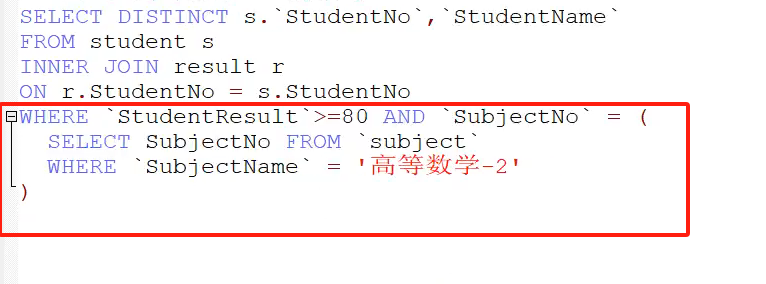 SELECT DISTINCT s.`StudentNo`,`StudentName`
FROM student s
INNER JOIN result r
ON r.StudentNo = s.StudentNo
WHERE `StudentResult`>=80 AND `SubjectNo` = (
SELECT SubjectNo FROM `subject`
WHERE `SubjectName` = '高等数学-2'
)